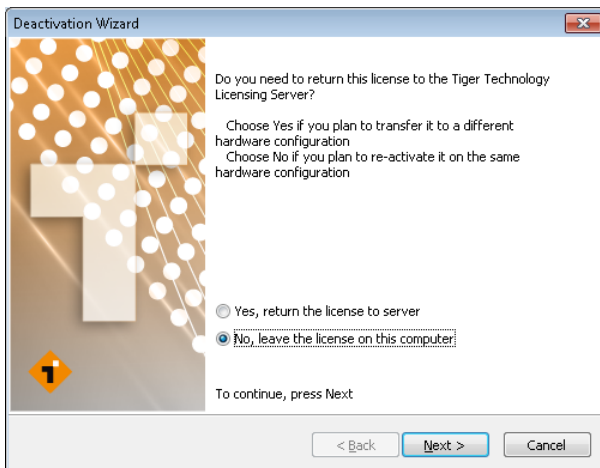 Deactivation Wizard
Do you need to return this license to the Tiger Technology
Licensing Server?
Choose Yes if you plan to transfer it to a different
hardware configuration
Choose No if you plan to re-activate it on the same
hardware configuration
Yes, return the license to server
No, leave the license on this computer
To continue, press Next
< Back
Next >
Cancel